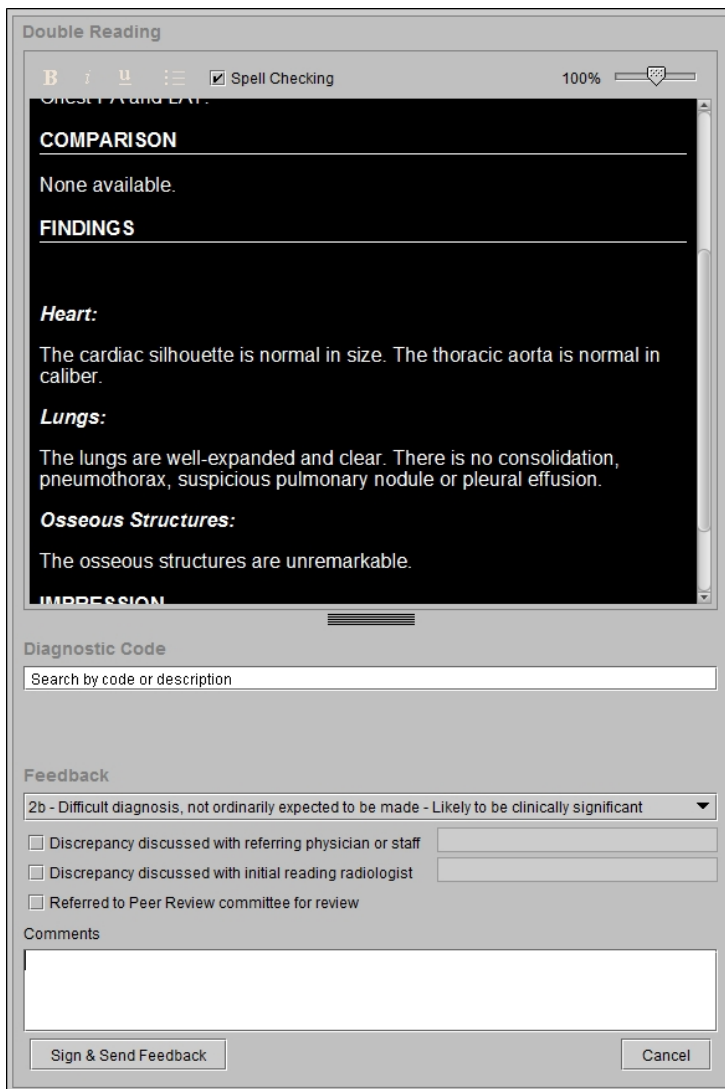 Double Reading
B i u Spell Checking 100%
Chest PA and LAT.
COMPARISON
None available.
FINDINGS
Heart:
The cardiac silhouette is normal in size. The thoracic aorta is normal in
caliber.
Lungs:
The lungs are well-expanded and clear. There is no consolidation,
pneumothorax, suspicious pulmonary nodule or pleural effusion.
Osseous Structures:
The osseous structures are unremarkable.
IMPRESSION
Diagnostic Code
Search by code or description
Feedback
2b - Difficult diagnosis, not ordinarily expected to be made - Likely to be clinically significant
Discrepancy discussed with referring physician or staff
Discrepancy discussed with initial reading radiologist
Referred to Peer Review committee for review
Comments
Sign & Send Feedback Cancel